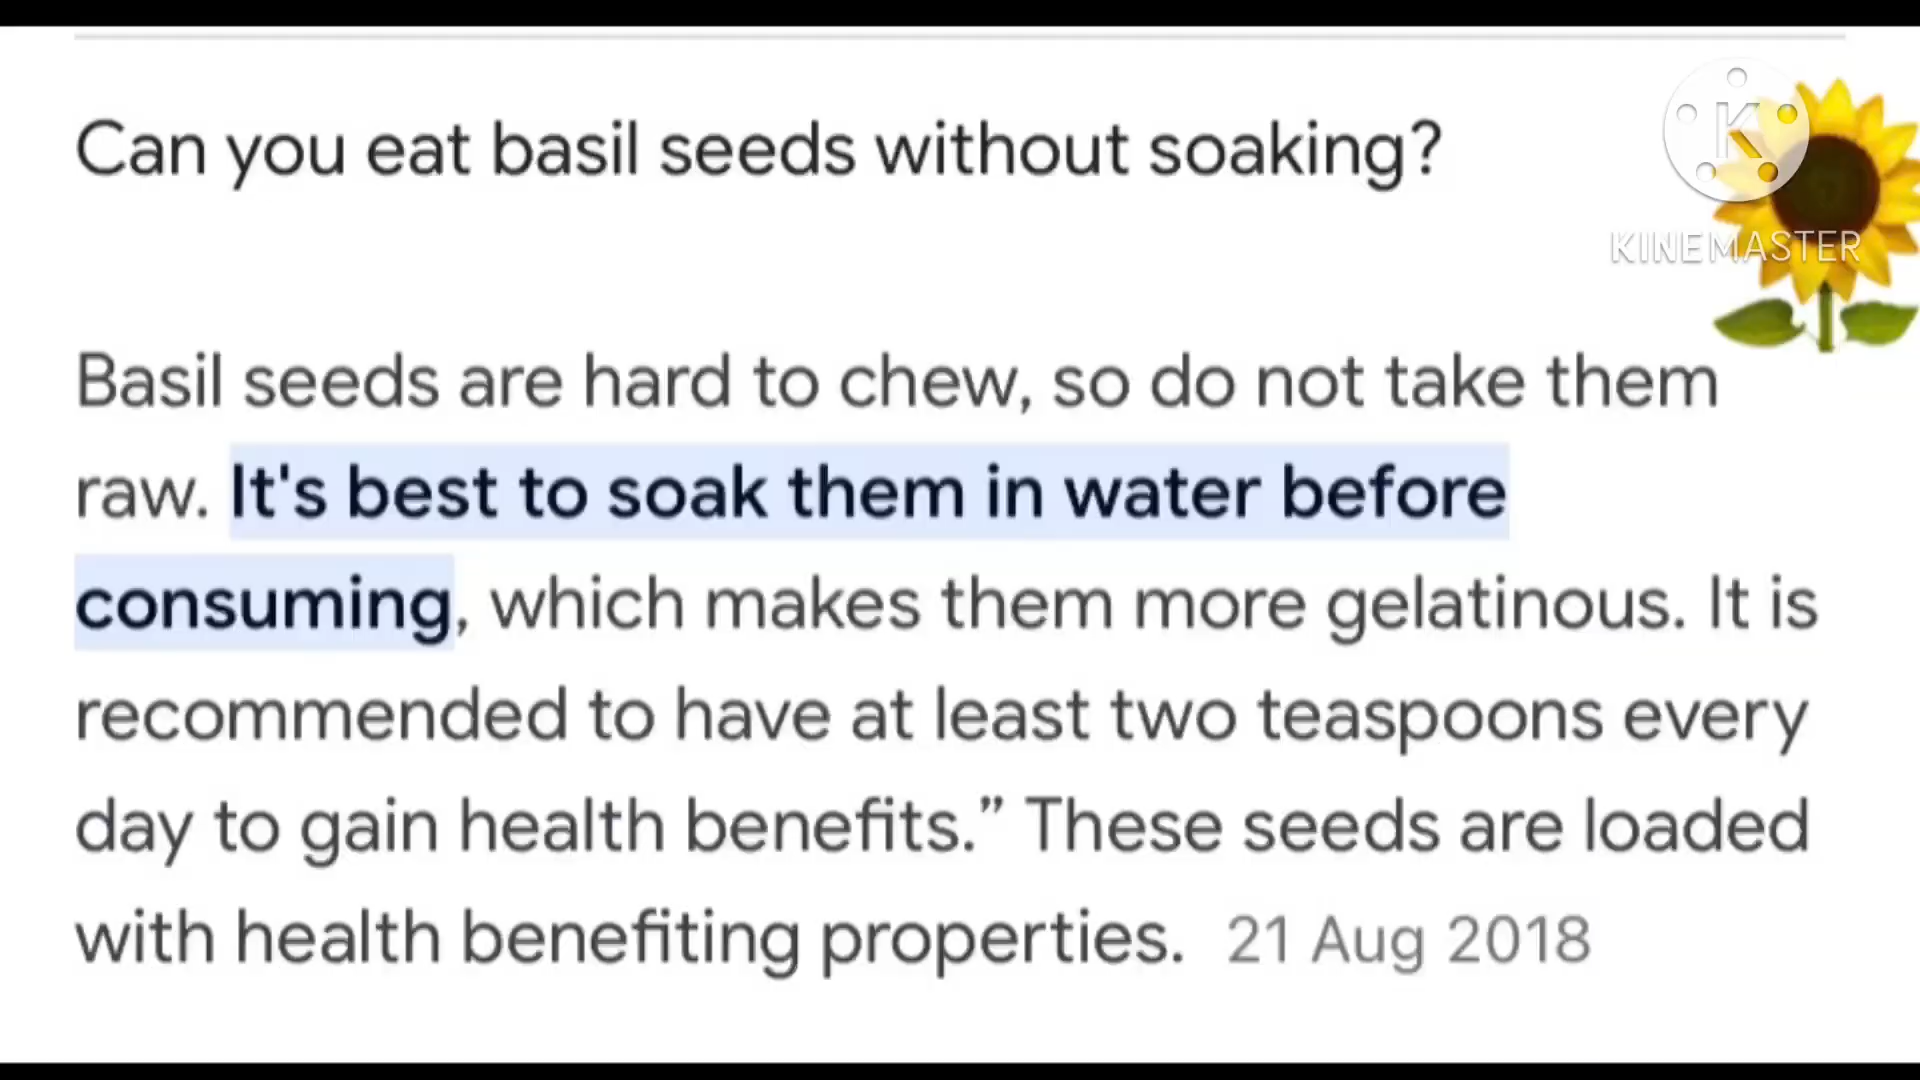 Can you eat basil seeds without soaking?
KINEMASTER
Basil seeds are hard to chew, so do not take them
raw. It's best to soak them in water before
consuming, which makes them more gelatinous. It is
recommended to have at least two teaspoons every
day to gain health benefits.” These seeds are loaded
with health benefiting properties. 21 Aug 2018